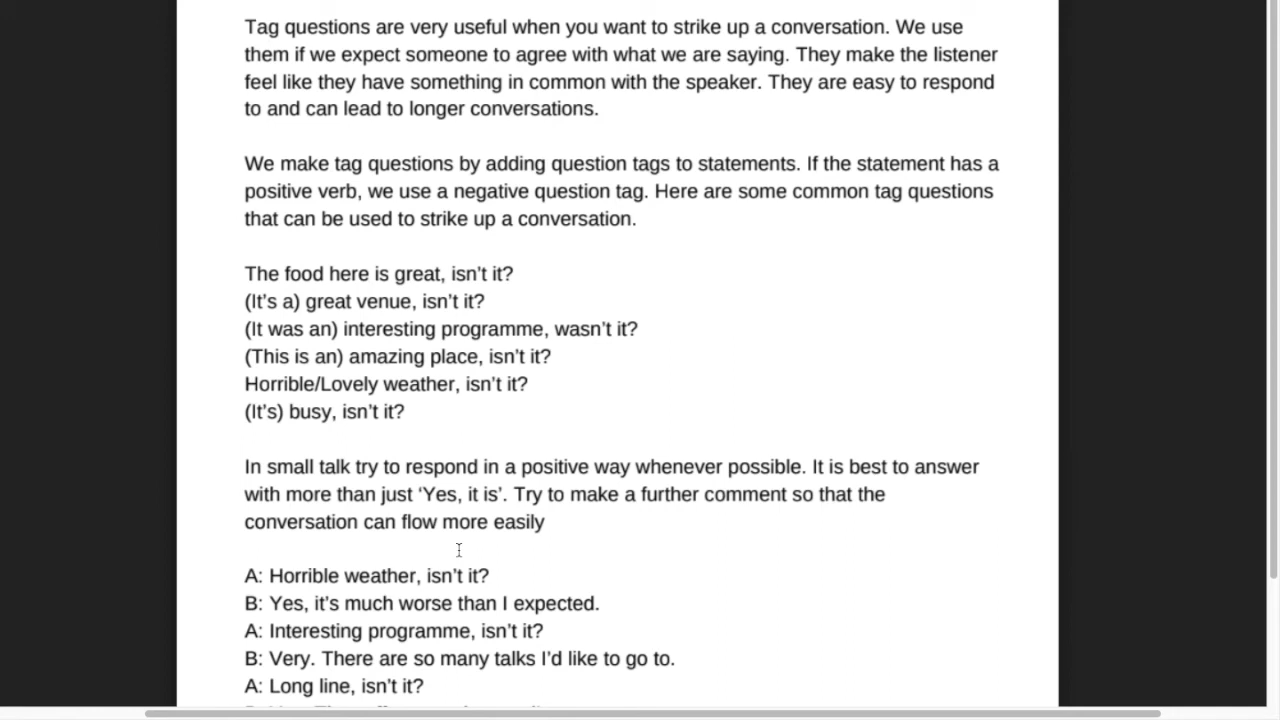 Tag questions are very useful when you want to strike up a conversation. We use
them if we expect someone to agree with what we are saying. They make the listener
feel like they have something in common with the speaker. They are easy to respond
to and can lead to longer conversations.
We make tag questions by adding question tags to statements. If the statement has a
positive verb, we use a negative question tag. Here are some common tag questions
that can be used to strike up a conversation.
The food here is great, isn’t it?
(It’s a) great venue, isn’t it?
(It was an) interesting programme, wasn’t it?
(This is an) amazing place, isn’t it?
Horrible/Lovely weather, isn’t it?
(It’s) busy, isn’t it?
In small talk try to respond in a positive way whenever possible. It is best to answer
with more than just ‘Yes, it is’. Try to make a further comment so that the
conversation can flow more easily
A: Horrible weather, isn’t it?
B: Yes, it’s much worse than I expected.
A: Interesting programme, isn’t it?
B: Very. There are so many talks I’d like to go to.
A: Long line, isn’t it?